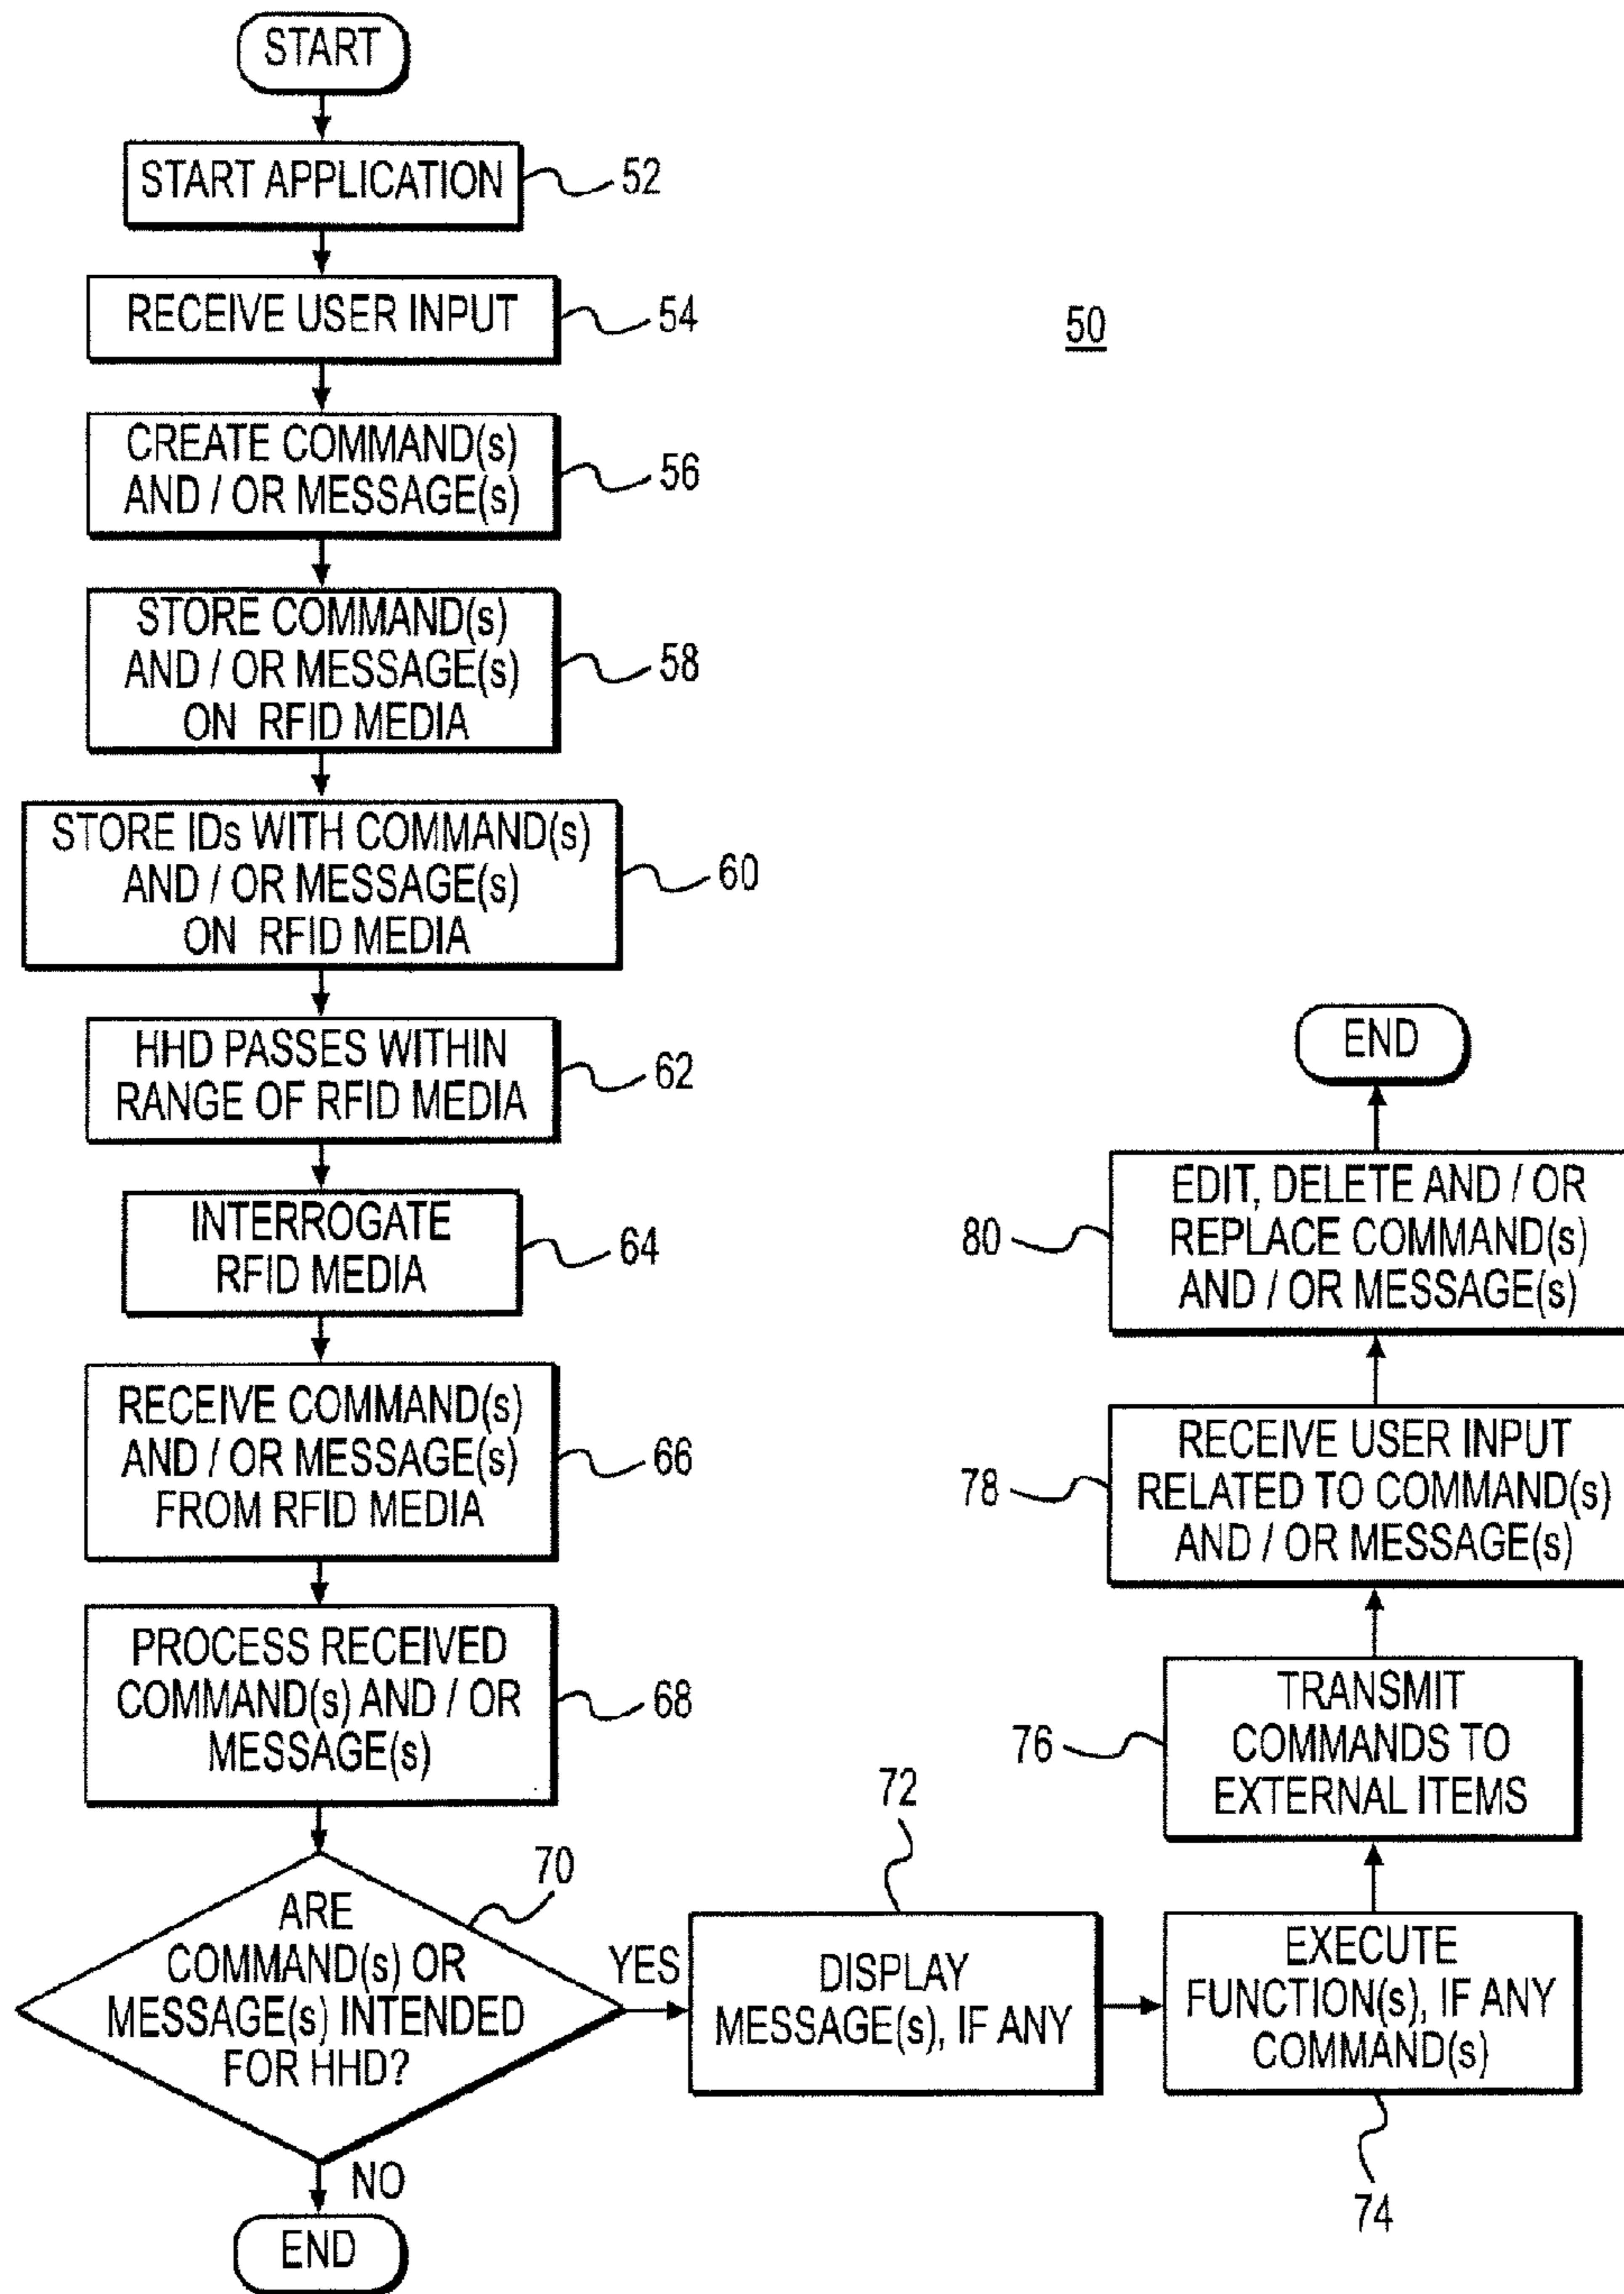 START
START APPLICATION
52
RECEIVE USER INPUT
54
50
CREATE COMMAND(s)
AND / OR MESSAGE(s)
56
STORE COMMAND(s)
AND / OR MESSAGE(s)
ON RFID MEDIA
58
STORE IDs WITH COMMAND(s)
AND / OR MESSAGE(s)
ON RFID MEDIA
60
HHD PASSES WITHIN
RANGE OF RFID MEDIA
62
INTERROGATE
RFID MEDIA
64
RECEIVE COMMAND(s)
AND / OR MESSAGE(s)
FROM RFID MEDIA
66
PROCESS RECEIVED
COMMAND(s) AND / OR
MESSAGE(s)
68
ARE
COMMAND(s) OR
MESSAGE(s) INTENDED
FOR HHD?
70
YES
NO
END
DISPLAY
MESSAGE(s), IF ANY
72
EXECUTE
FUNCTION(s), IF ANY
COMMAND(s)
74
TRANSMIT
COMMANDS TO
EXTERNAL ITEMS
76
RECEIVE USER INPUT
RELATED TO COMMAND(s)
AND / OR MESSAGE(s)
78
EDIT, DELETE AND / OR
REPLACE COMMAND(s)
AND / OR MESSAGE(s)
80
END